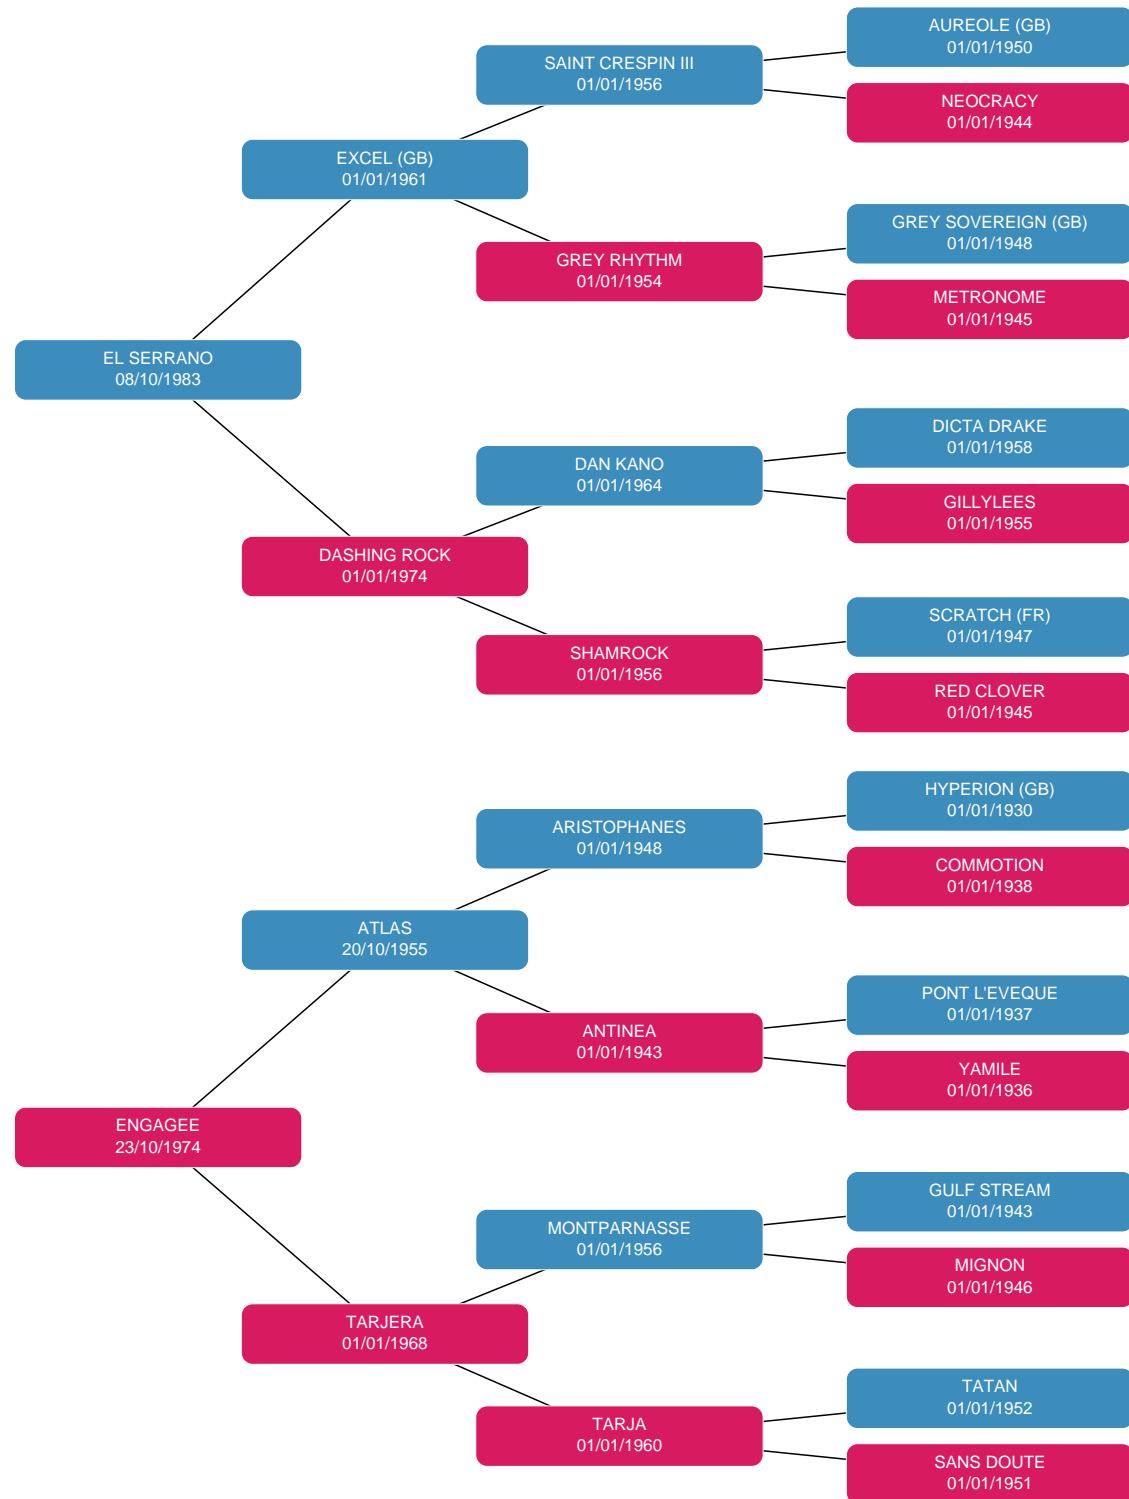 AUREOLE (GB)
01/01/1950
SAINT CRESPIN III
01/01/1956
NEOCRACY
01/01/1944
EXCEL (GB)
01/01/1961
GREY SOVEREIGN (GB)
01/01/1948
GREY RHYTHM
01/01/1954
METRONOME
01/01/1945
EL SERRANO
08/10/1983
DICTA DRAKE
01/01/1958
DAN KANO
01/01/1964
GILLYLEES
01/01/1955
DASHING ROCK
01/01/1974
SCRATCH (FR)
01/01/1947
SHAMROCK
01/01/1956
RED CLOVER
01/01/1945
HYPERION (GB)
01/01/1930
ARISTOPHANES
01/01/1948
COMMOTION
01/01/1938
ATLAS
20/10/1955
PONT L'EVEQUE
01/01/1937
ANTINEA
01/01/1943
YAMILE
01/01/1936
ENGAGEE
23/10/1974
GULF STREAM
01/01/1943
MONTPARNASSE
01/01/1956
MIGNON
01/01/1946
TARJERA
01/01/1968
TATAN
01/01/1952
TARJA
01/01/1960
SANS DOUTE
01/01/1951